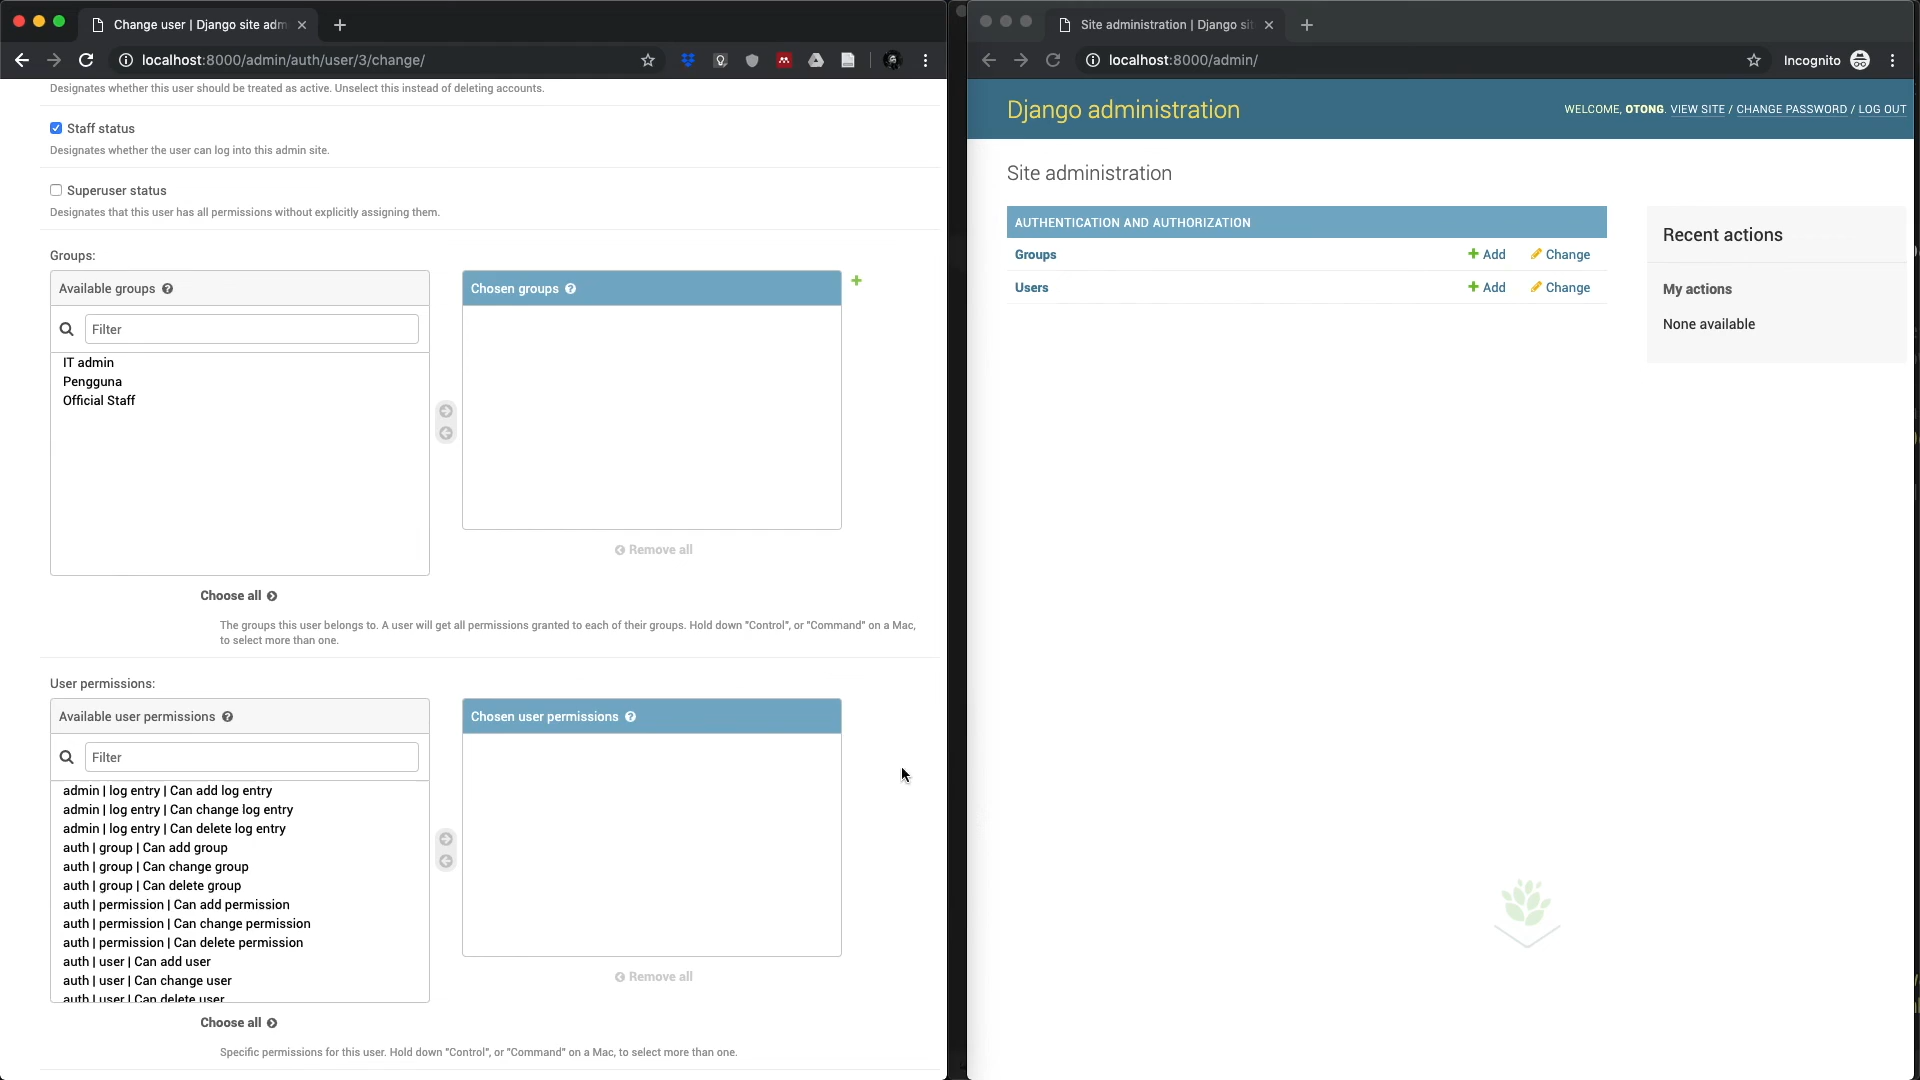 Change user | Django site adm
localhost:8000/admin/auth/user/3/change/
Designates whether this user should be treated as active. Unselect this instead of deleting accounts.
Staff status
Designates whether the user can log into this admin site.
Superuser status
Designates that this user has all permissions without explicitly assigning them.
Groups:
Available groups
Filter
IT admin
Pengguna
Official Staff
Choose all
Chosen groups
Remove all
The groups this user belongs to. A user will get all permissions granted to each of their groups. Hold down "Control", or "Command" on a Mac,
to select more than one.
User permissions:
Available user permissions
Filter
admin | log entry | Can add log entry
admin | log entry | Can change log entry
admin | log entry | Can delete log entry
auth | group | Can add group
auth | group | Can change group
auth | group | Can delete group
auth | permission | Can add permission
auth | permission | Can change permission
auth | permission | Can delete permission
auth | user | Can add user
auth | user | Can change user
auth | user | Can delete user
Choose all
Chosen user permissions
Remove all
Specific permissions for this user. Hold down "Control", or "Command" on a Mac, to select more than one.
Site administration | Django sit
localhost:8000/admin/
Incognito
Django administration
WELCOME, OTONG. VIEW SITE / CHANGE PASSWORD / LOG OUT
Site administration
AUTHENTICATION AND AUTHORIZATION
Groups Add Change
Users Add Change
Recent actions
My actions
None available